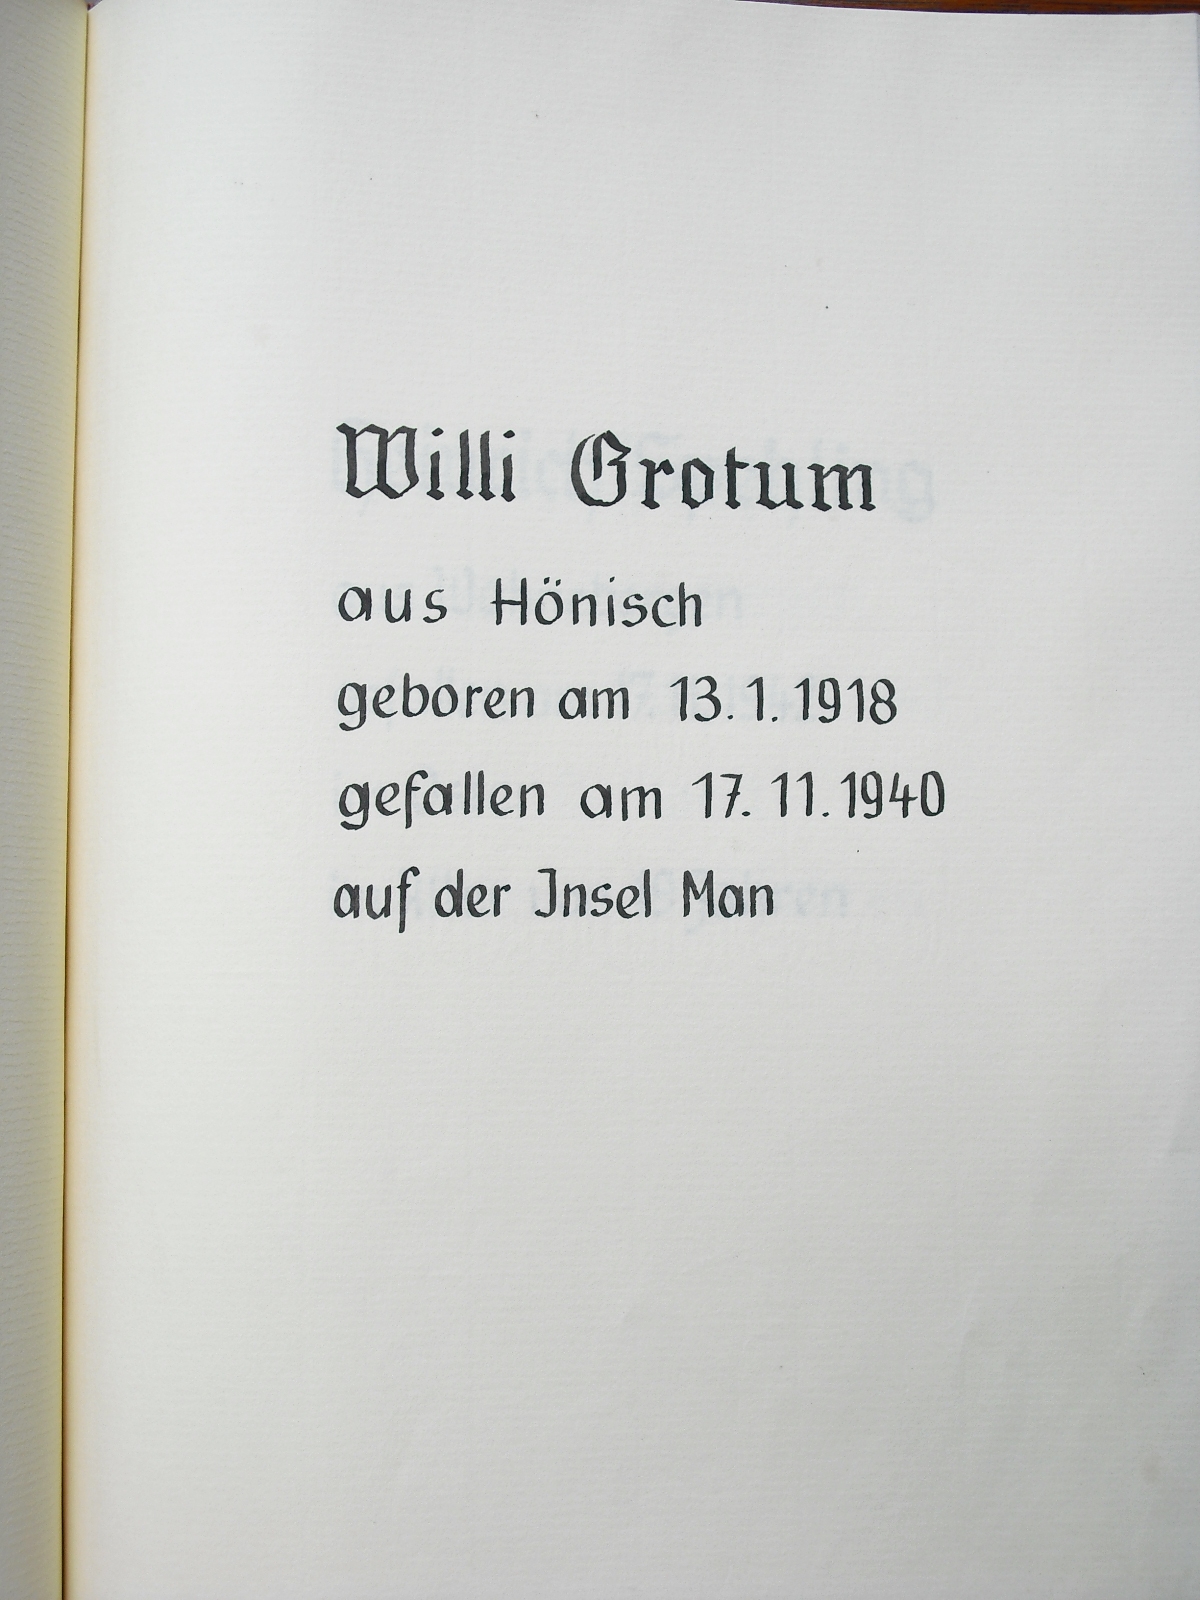 Willi Grotum
aus Hönisch
geboren am 13.1.1918
gefallen am 17.11.1940
auf der Insel Man